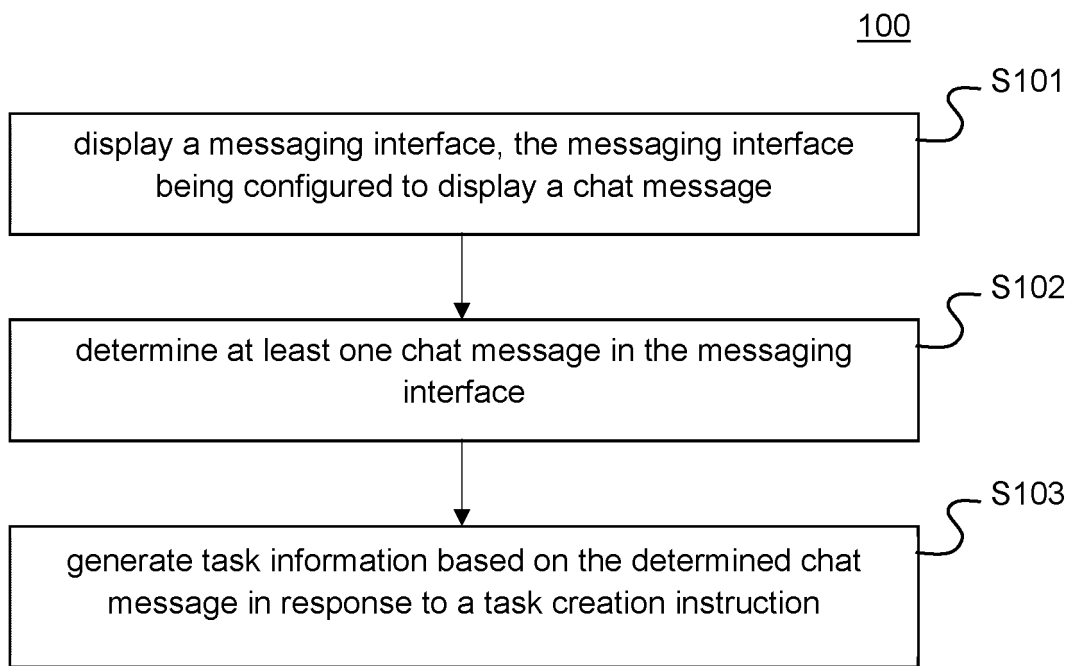 100
S101
display a messaging interface, the messaging interface
being configured to display a chat message
S102
determine at least one chat message in the messaging
interface
S103
generate task information based on the determined chat
message in response to a task creation instruction